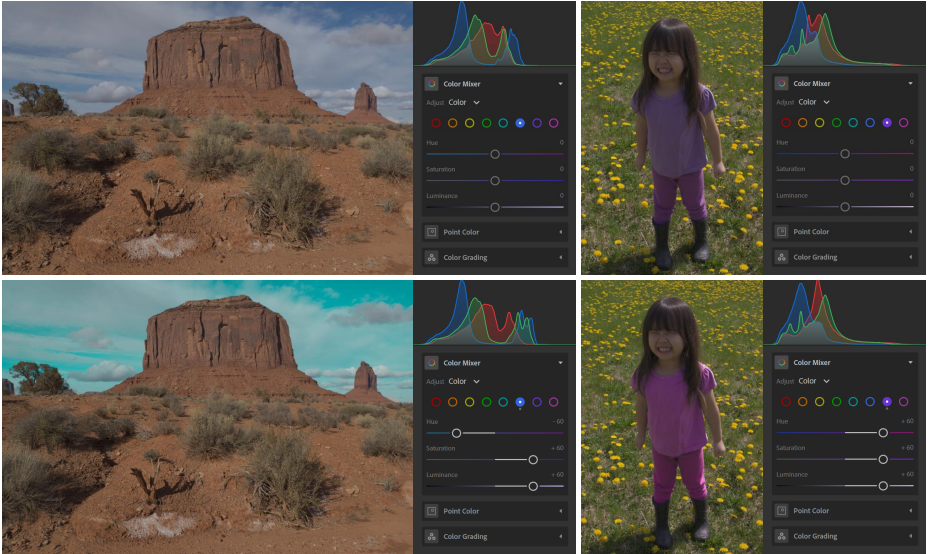 Color Mixer
Adjust Color
Hue 0
Saturation 0
Luminance 0
Point Color
Color Grading
Color Mixer
Adjust Color
Hue 0
Saturation 0
Luminance 0
Point Color
Color Grading
Color Mixer
Adjust Color
Hue - 60
Saturation + 60
Luminance + 60
Point Color
Color Grading
Color Mixer
Adjust Color
Hue + 60
Saturation + 60
Luminance + 60
Point Color
Color Grading